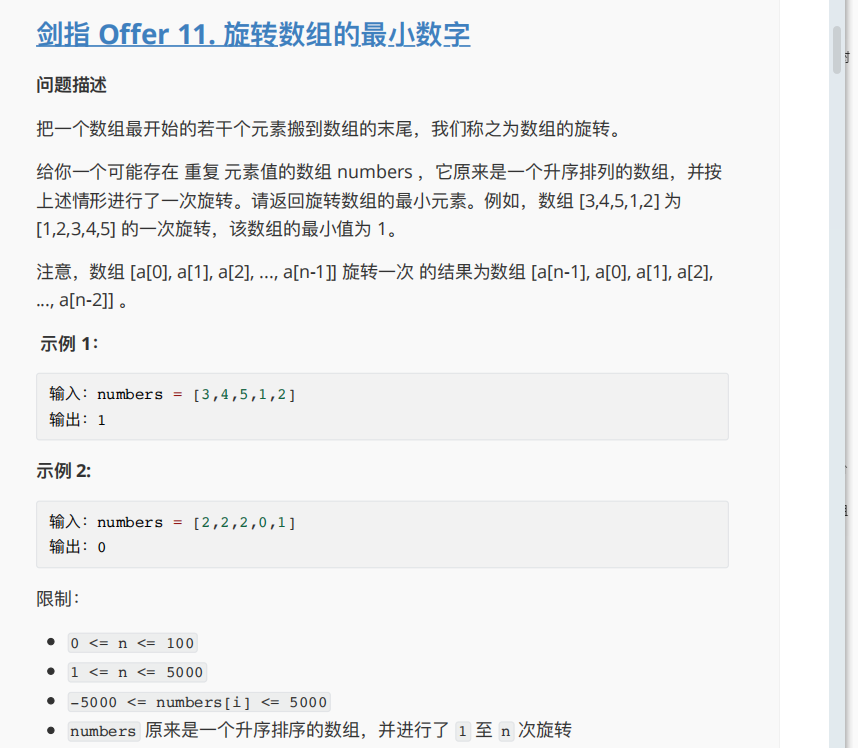 剑指 Offer 11. 旋转数组的最小数字
问题描述
把一个数组最开始的若干个元素搬到数组的末尾，我们称之为数组的旋转。
给你一个可能存在 重复 元素值的数组 numbers ，它原来是一个升序排列的数组，并按
上述情形进行了一次旋转。请返回旋转数组的最小元素。例如，数组 [3,4,5,1,2] 为
[1,2,3,4,5] 的一次旋转，该数组的最小值为 1。
注意，数组 [a[0], a[1], a[2], ..., a[n-1]] 旋转一次 的结果为数组 [a[n-1], a[0], a[1], a[2],
..., a[n-2]] 。
示例 1：
输入：numbers = [3,4,5,1,2]
输出：1
示例 2:
输入：numbers = [2,2,2,0,1]
输出：0
限制：
0 <= n <= 100
1 <= n <= 5000
-5000 <= numbers[i] <= 5000
numbers 原来是一个升序排序的数组，并进行了 1 至 n 次旋转